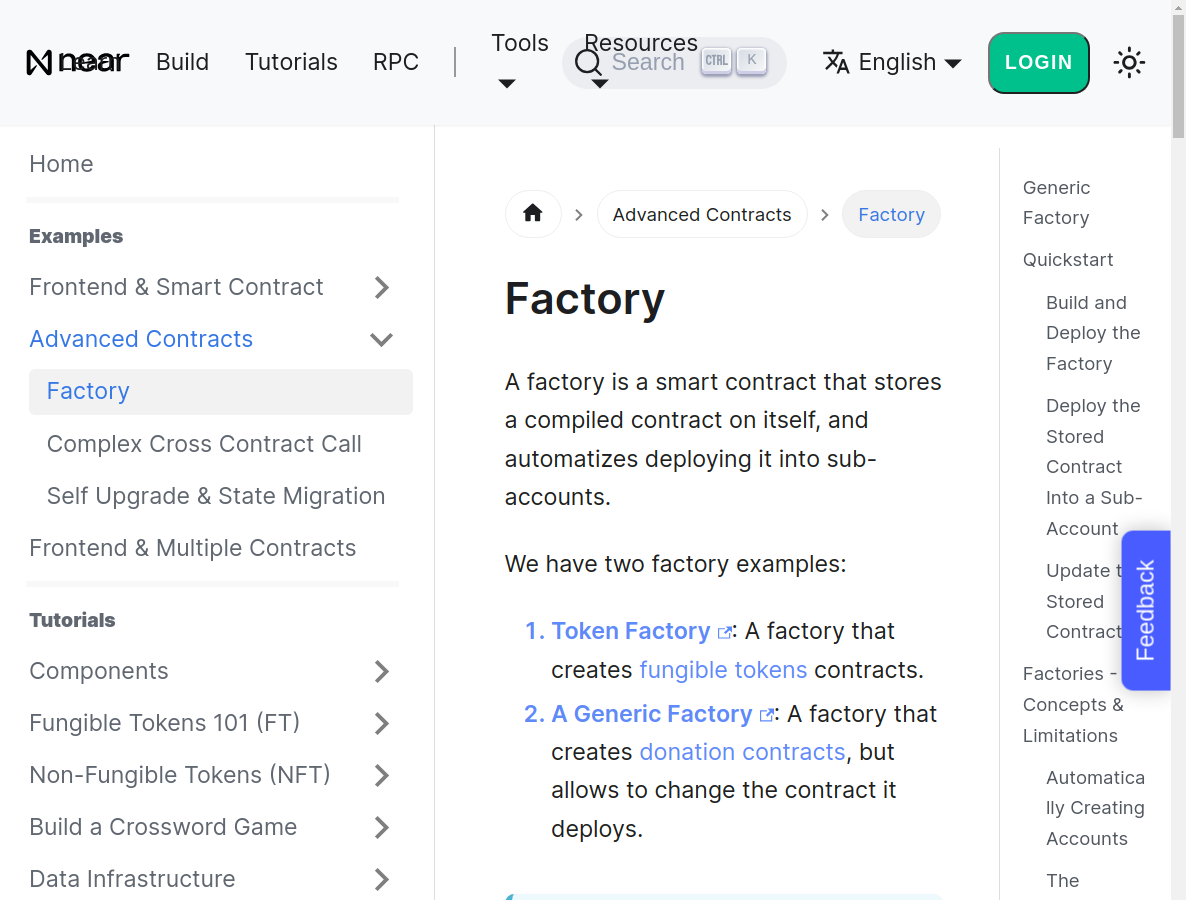 near
Learn
Build
Tutorials
RPC
Tools
Resources
Search
CTRL
K
English
LOGIN
Home
Examples
Frontend & Smart Contract
Advanced Contracts
Factory
Complex Cross Contract Call
Self Upgrade & State Migration
Frontend & Multiple Contracts
Tutorials
Components
Fungible Tokens 101 (FT)
Non-Fungible Tokens (NFT)
Build a Crossword Game
Data Infrastructure
Advanced Contracts
Factory
Factory
A factory is a smart contract that stores
a compiled contract on itself, and
automatizes deploying it into sub-
accounts.
We have two factory examples:
1. Token Factory : A factory that
creates fungible tokens contracts.
2. A Generic Factory : A factory that
creates donation contracts, but
allows to change the contract it
deploys.
Generic
Factory
Quickstart
Build and
Deploy the
Factory
Deploy the
Stored
Contract
Into a Sub-
Account
Update t
Stored
Contract
Factories -
Concepts &
Limitations
Automatica
lly Creating
Accounts
The
Feedback